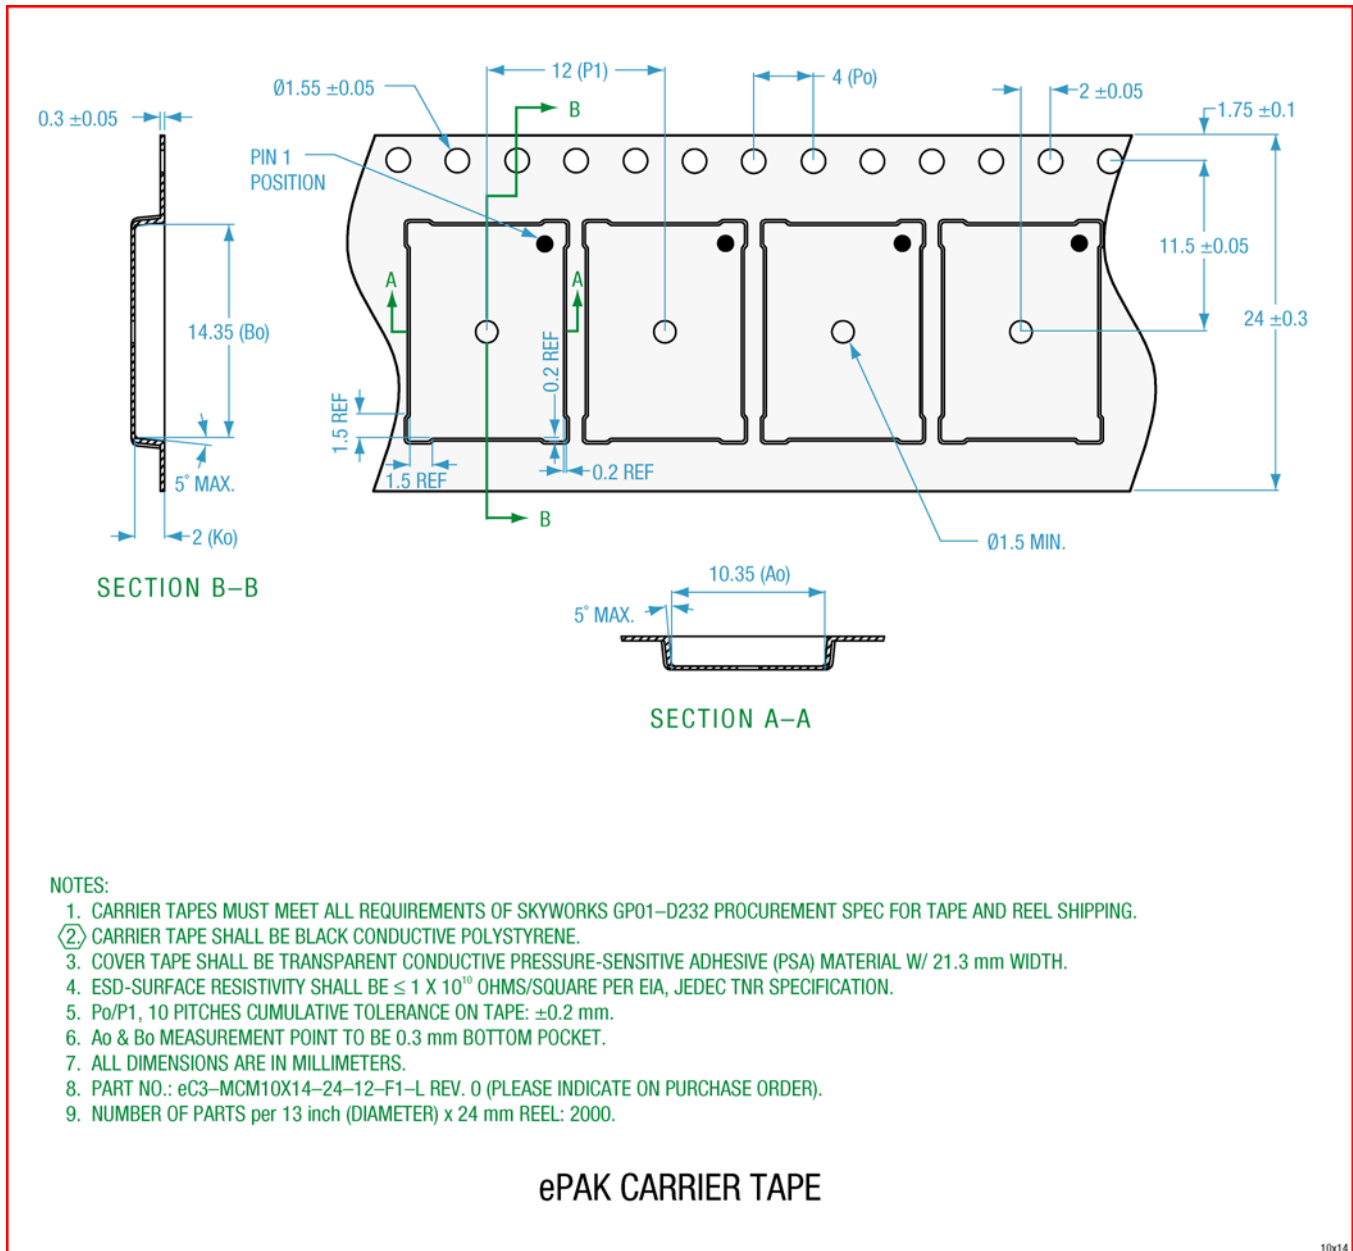 12 (P1)
4 (Po)
Ø1.55 ±0.05
2 ±0.05
B
1.75 ±0.1
0.3 ±0.05
PIN 1
POSITION
11.5 ±0.05
A
A
24 ±0.3
14.35 (Bo)
0.2 REF
1.5 REF
1.5 REF
0.2 REF
5° MAX.
B
2 (Ko)
Ø1.5 MIN.
SECTION B–B
10.35 (Ao)
5° MAX.
SECTION A–A
NOTES:
1. CARRIER TAPES MUST MEET ALL REQUIREMENTS OF SKYWORKS GP01–D232 PROCUREMENT SPEC FOR TAPE AND REEL SHIPPING.
2. CARRIER TAPE SHALL BE BLACK CONDUCTIVE POLYSTYRENE.
3. COVER TAPE SHALL BE TRANSPARENT CONDUCTIVE PRESSURE-SENSITIVE ADHESIVE (PSA) MATERIAL W/ 21.3 mm WIDTH.
4. ESD-SURFACE RESISTIVITY SHALL BE ≤ 1 X 10¹⁰ OHMS/SQUARE PER EIA, JEDEC TNR SPECIFICATION.
5. Po/P1, 10 PITCHES CUMULATIVE TOLERANCE ON TAPE: ±0.2 mm.
6. Ao & Bo MEASUREMENT POINT TO BE 0.3 mm BOTTOM POCKET.
7. ALL DIMENSIONS ARE IN MILLIMETERS.
8. PART NO.: eC3–MCM10X14–24–12–F1–L REV. 0 (PLEASE INDICATE ON PURCHASE ORDER).
9. NUMBER OF PARTS per 13 inch (DIAMETER) x 24 mm REEL: 2000.
ePAK CARRIER TAPE
10x14